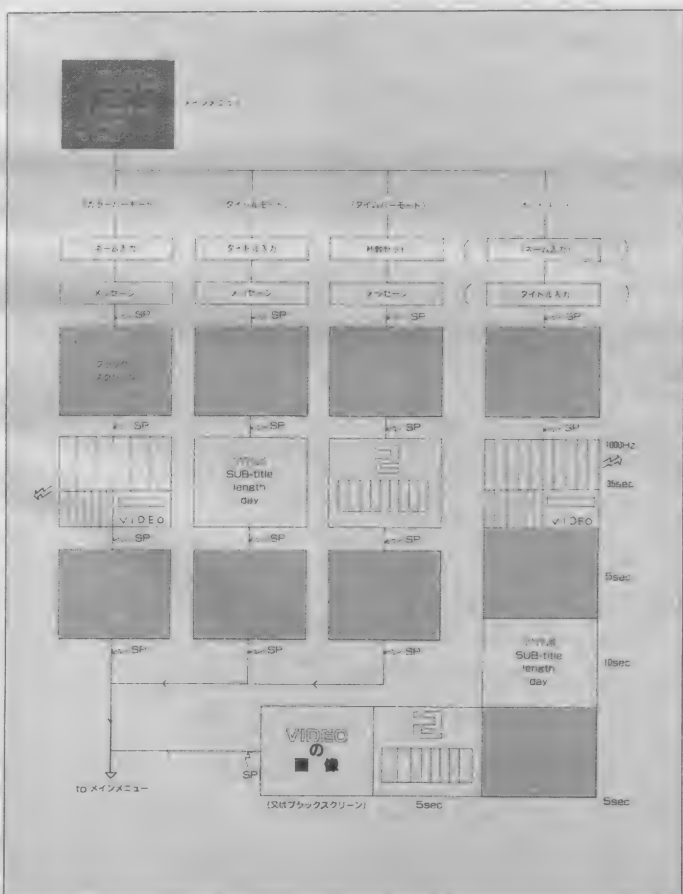 メインメニュー
(カラーバーモード)
タイトルモード
(タイムバーモード)
ネーム入力
タイトル入力
秒数セット
( ネーム入力 )
メッセージ
メッセージ
メッセージ
( タイトル入力 )
SP
SP
SP
SP
ブラック
スクリーン
SP
SP
SP
SP
VIDEO
TITLE
SUB-title
length
day
2
VIDEO
1000Hz
35sec
SP
SP
SP
5sec
TITLE
SUB-title
length
day
10sec
SP
SP
SP
VIDEO
の
画像
2
SP
to メインメニュー
(又はブラックスクリーン)
5sec
5sec